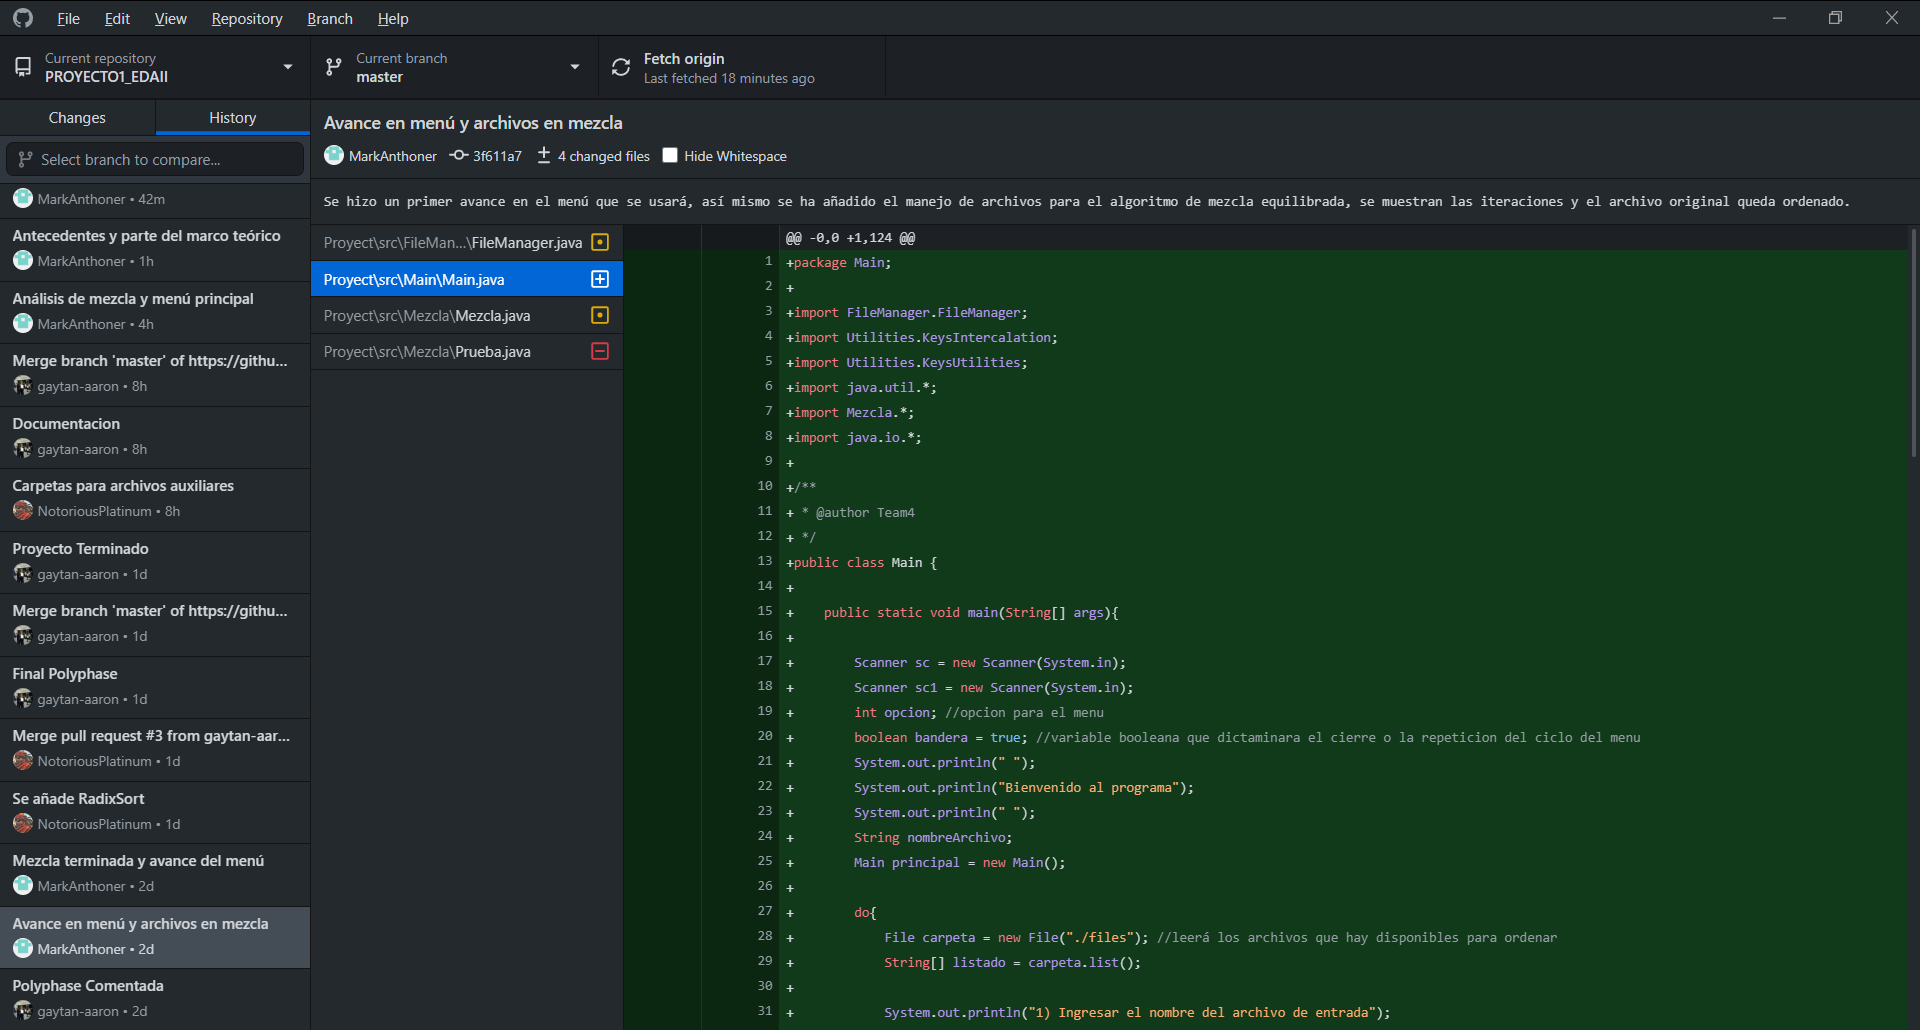 File Edit View Repository Branch Help
Current repository
PROYECTO1_EDAII
Current branch
master
Fetch origin
Last fetched 18 minutes ago
Changes History
Select branch to compare...
MarkAnthoner • 42m
Antecedentes y parte del marco teórico
MarkAnthoner • 1h
Análisis de mezcla y menú principal
MarkAnthoner • 4h
Merge branch 'master' of https://githu...
gaytan-aaron • 8h
Documentacion
gaytan-aaron • 8h
Carpetas para archivos auxiliares
NotoriousPlatinum • 8h
Proyecto Terminado
gaytan-aaron • 1d
Merge branch 'master' of https://githu...
gaytan-aaron • 1d
Final Polyphase
gaytan-aaron • 1d
Merge pull request #3 from gaytan-aar...
NotoriousPlatinum • 1d
Se añade RadixSort
NotoriousPlatinum • 1d
Mezcla terminada y avance del menú
MarkAnthoner • 2d
Avance en menú y archivos en mezcla
MarkAnthoner • 2d
Polyphase Comentada
gaytan-aaron • 2d
Avance en menú y archivos en mezcla
MarkAnthoner 3f611a7 4 changed files Hide Whitespace
Se hizo un primer avance en el menú que se usará, así mismo se ha añadido el manejo de archivos para el algoritmo de mezcla equilibrada, se muestran las iteraciones y el archivo original queda ordenado.
Proyect\src\FileMan...\FileManager.java
Proyect\src\Main\Main.java
Proyect\src\Mezcla\Mezcla.java
Proyect\src\Mezcla\Prueba.java
@@ -0,0 +1,124 @@
1 +package Main;
2 +
3 +import FileManager.FileManager;
4 +import Utilities.KeysIntercalation;
5 +import Utilities.KeysUtilities;
6 +import java.util.*;
7 +import Mezcla.*;
8 +import java.io.*;
9 +
10 +/**
11 + * @author Team4
12 + */
13 +public class Main {
14 +
15 +    public static void main(String[] args){
16 +
17 +        Scanner sc = new Scanner(System.in);
18 +        Scanner sc1 = new Scanner(System.in);
19 +        int opcion; //opcion para el menu
20 +        boolean bandera = true; //variable booleana que dictaminara el cierre o la repeticion del ciclo del menu
21 +        System.out.println(" ");
22 +        System.out.println("Bienvenido al programa");
23 +        System.out.println(" ");
24 +        String nombreArchivo;
25 +        Main principal = new Main();
26 +
27 +        do{
28 +            File carpeta = new File("./files"); //leerá los archivos que hay disponibles para ordenar
29 +            String[] listado = carpeta.list();
30 +
31 +            System.out.println("1) Ingresar el nombre del archivo de entrada");